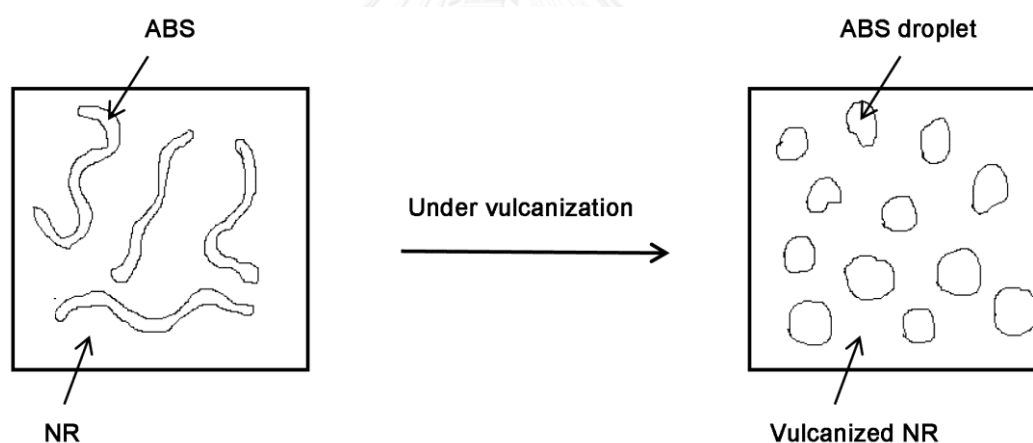 ABS
ABS droplet
Under vulcanization
NR
Vulcanized NR